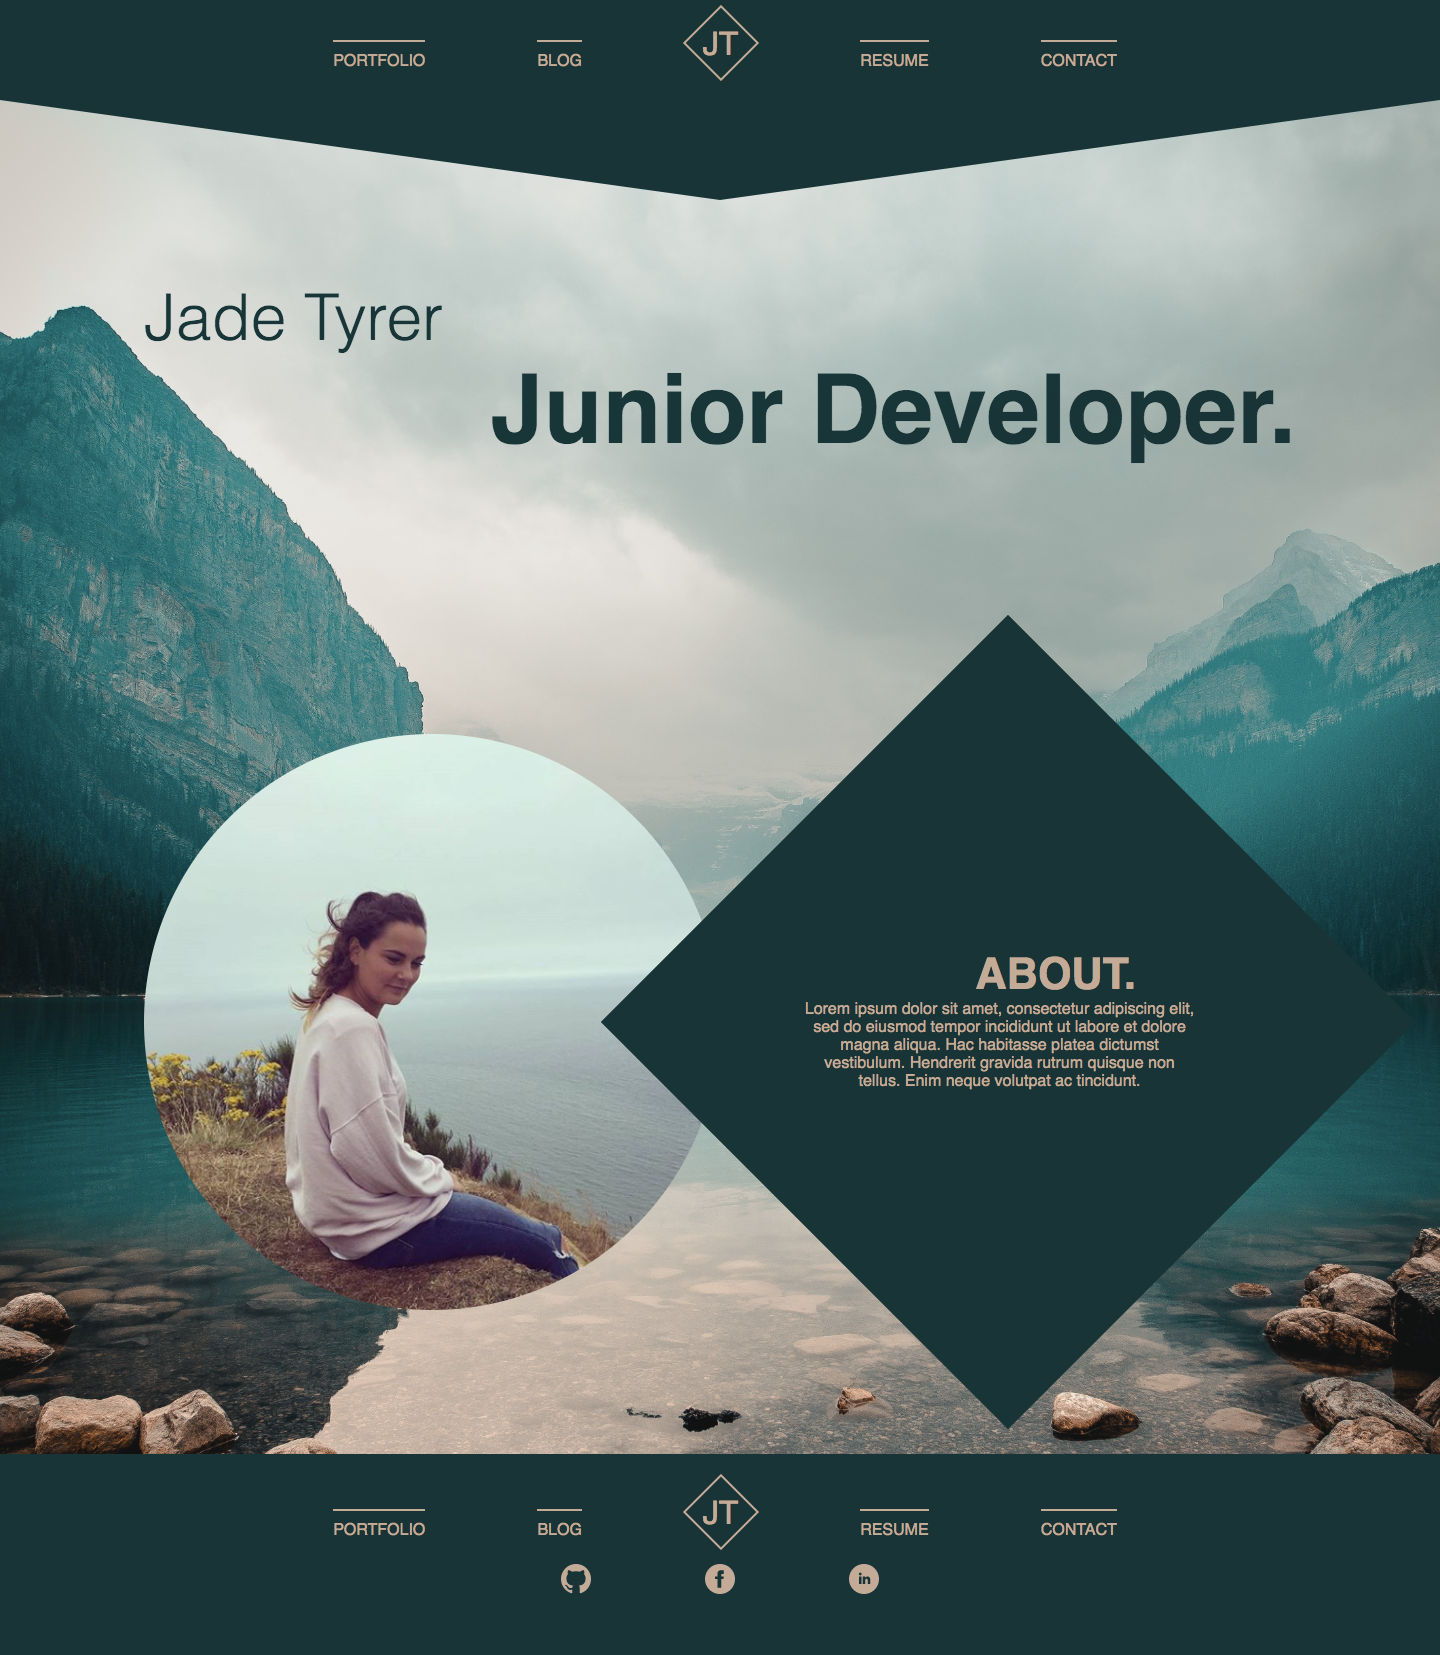 PORTFOLIO BLOG JT RESUME CONTACT
Jade Tyrer
Junior Developer.
ABOUT.
Lorem ipsum dolor sit amet, consectetur adipiscing elit,
sed do eiusmod tempor incididunt ut labore et dolore
magna aliqua. Hac habitasse platea dictumst
vestibulum. Hendrerit gravida rutrum quisque non
tellus. Enim neque volutpat ac tincidunt.
PORTFOLIO BLOG JT RESUME CONTACT
f in